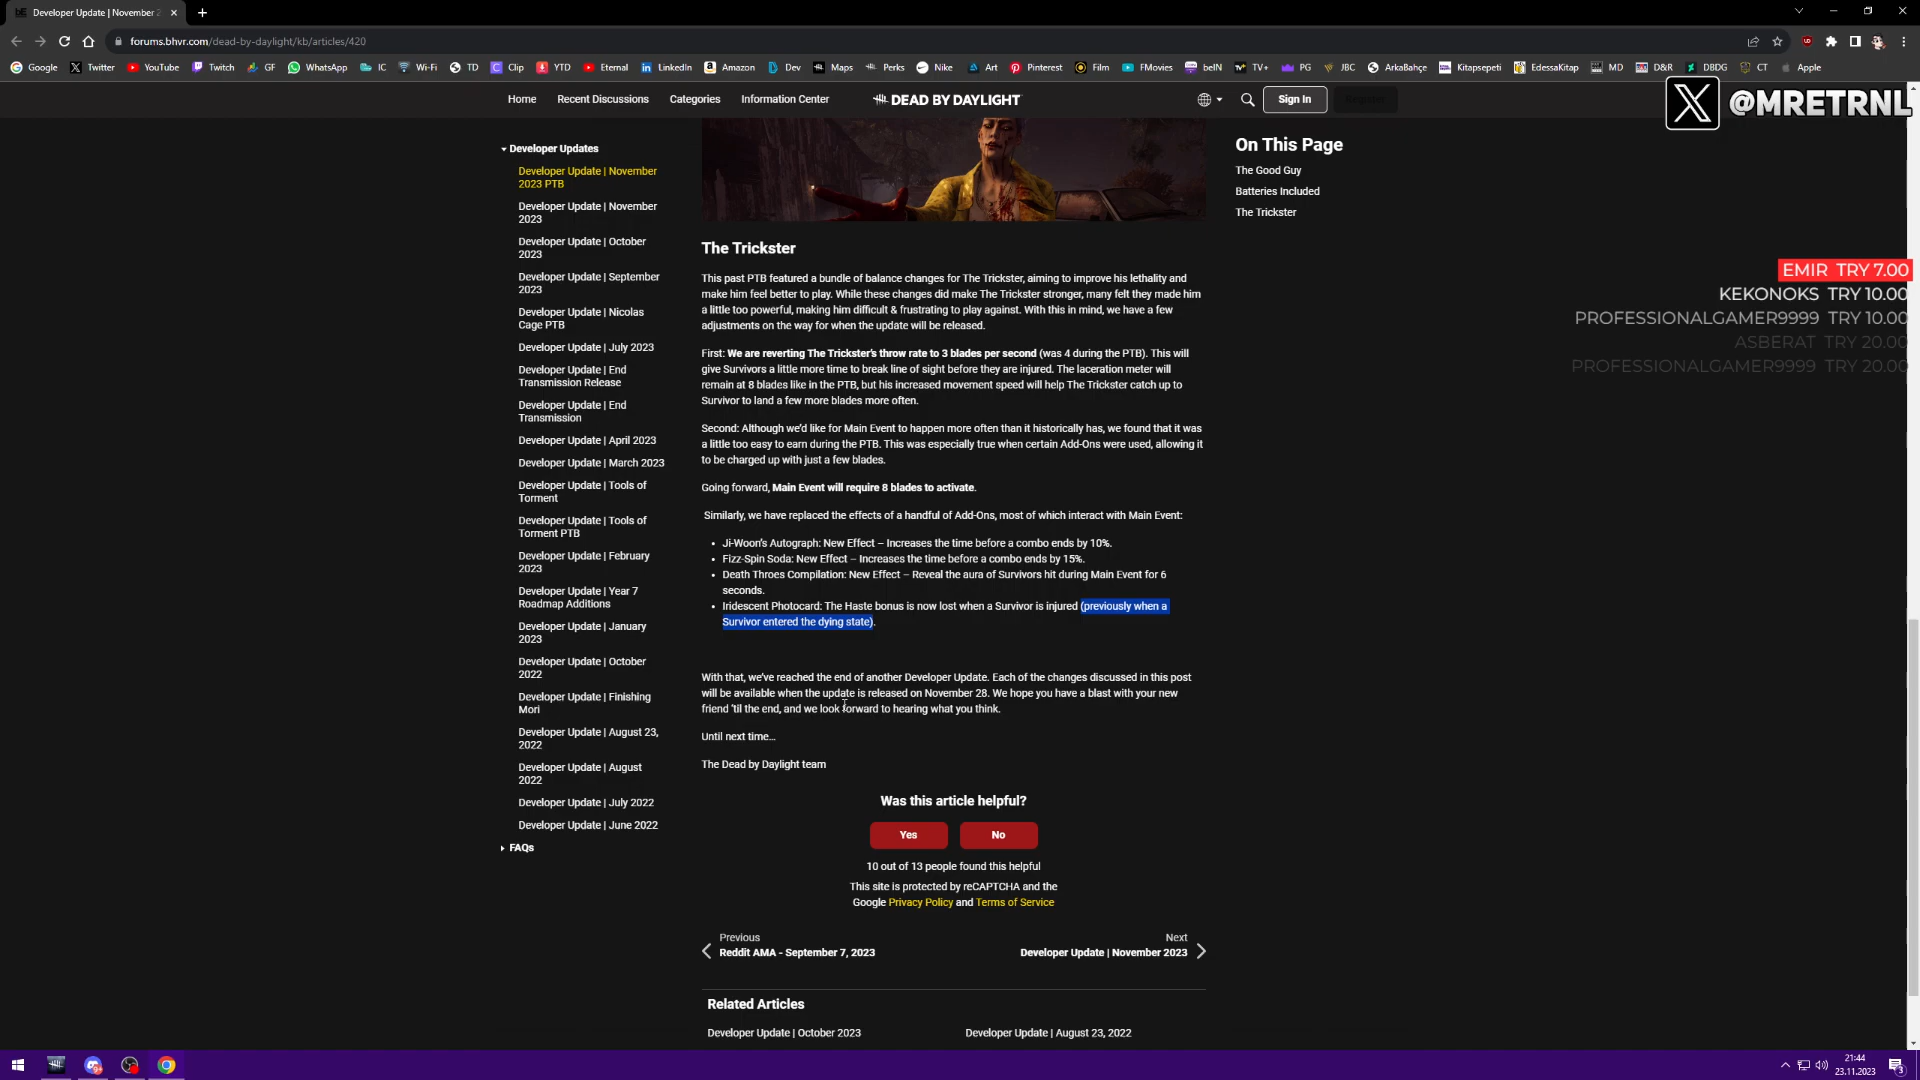 Developer Update | November 2
forums.bhvr.com/dead-by-daylight/kb/articles/420
Google
Twitter
YouTube
Twitch
GF
WhatsApp
IC
Wi-Fi
TD
Clip
YTD
Eternal
LinkedIn
Amazon
Dev
Maps
Perks
Nike
Art
Pinterest
Film
FMovies
beIN
TV+
PG
JBC
ArkaBahçe
Kitapsepeti
EdessaKitap
MD
D&R
DBDG
CT
Apple
Home
Recent Discussions
Categories
Information Center
DEAD BY DAYLIGHT
Sign In
Register
@MRETRNL
Developer Updates
Developer Update | November
2023 PTB
Developer Update | November
2023
Developer Update | October
2023
Developer Update | September
2023
Developer Update | Nicolas
Cage PTB
Developer Update | July 2023
Developer Update | End
Transmission Release
Developer Update | End
Transmission
Developer Update | April 2023
Developer Update | March 2023
Developer Update | Tools of
Torment
Developer Update | Tools of
Torment PTB
Developer Update | February
2023
Developer Update | Year 7
Roadmap Additions
Developer Update | January
2023
Developer Update | October
2022
Developer Update | Finishing
Mori
Developer Update | August 23,
2022
Developer Update | August
2022
Developer Update | July 2022
Developer Update | June 2022
FAQs
The Trickster
This past PTB featured a bundle of balance changes for The Trickster, aiming to improve his lethality and
make him feel better to play. While these changes did make The Trickster stronger, many felt they made him
a little too powerful, making him difficult & frustrating to play against. With this in mind, we have a few
adjustments on the way for when the update will be released.
First: We are reverting The Trickster's throw rate to 3 blades per second (was 4 during the PTB). This will
give Survivors a little more time to break line of sight before they are injured. The laceration meter will
remain at 8 blades like in the PTB, but his increased movement speed will help The Trickster catch up to
Survivor to land a few more blades more often.
Second: Although we'd like for Main Event to happen more often than it historically has, we found that it was
a little too easy to earn during the PTB. This was especially true when certain Add-Ons were used, allowing it
to be charged up with just a few blades.
Going forward, Main Event will require 8 blades to activate.
Similarly, we have replaced the effects of a handful of Add-Ons, most of which interact with Main Event:
• Ji-Woon's Autograph: New Effect – Increases the time before a combo ends by 10%.
• Fizz-Spin Soda: New Effect – Increases the time before a combo ends by 15%.
• Death Throes Compilation: New Effect – Reveal the aura of Survivors hit during Main Event for 6
seconds.
• Iridescent Photocard: The Haste bonus is now lost when a Survivor is injured (previously when a
Survivor entered the dying state).
With that, we've reached the end of another Developer Update. Each of the changes discussed in this post
will be available when the update is released on November 28. We hope you have a blast with your new
friend 'til the end, and we look forward to hearing what you think.
Until next time…
The Dead by Daylight team
Was this article helpful?
Yes
No
10 out of 13 people found this helpful
This site is protected by reCAPTCHA and the
Google Privacy Policy and Terms of Service
Previous
Reddit AMA - September 7, 2023
Next
Developer Update | November 2023
Related Articles
Developer Update | October 2023
Developer Update | August 23, 2022
On This Page
The Good Guy
Batteries Included
The Trickster
EMIR TRY 7.00
KEKONOKS TRY 10.00
PROFESSIONALGAMER9999 TRY 10.00
ASBERAT TRY 20.00
PROFESSIONALGAMER9999 TRY 20.00
21:44
23.11.2023